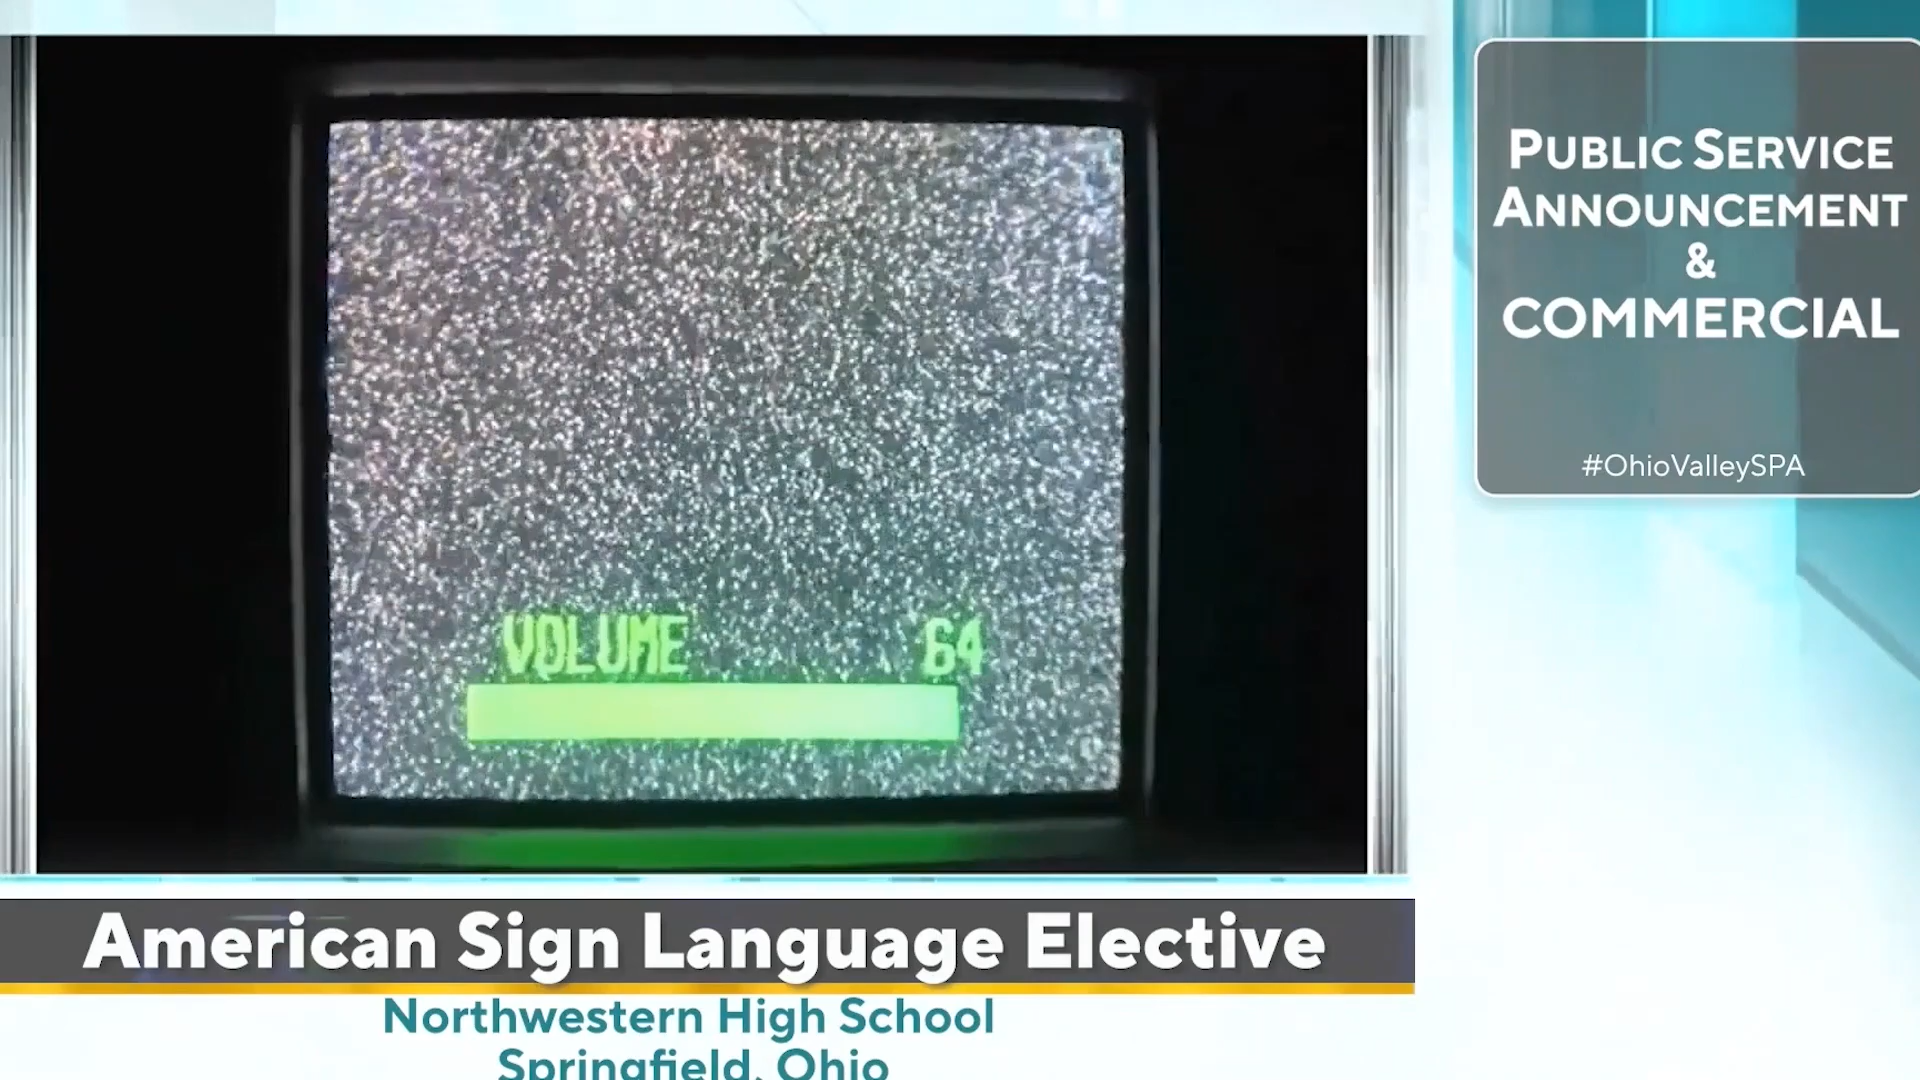 VOLUME 64
American Sign Language Elective
Northwestern High School
Springfield, Ohio
PUBLIC SERVICE
ANNOUNCEMENT
&
COMMERCIAL
#OhioValleySPA